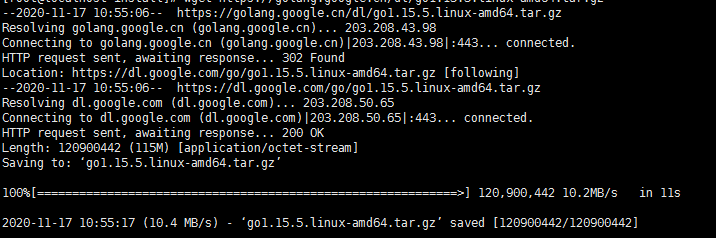 --2020-11-17 10:55:06--  https://golang.google.cn/dl/go1.15.5.linux-amd64.tar.gz
Resolving golang.google.cn (golang.google.cn)... 203.208.43.98
Connecting to golang.google.cn (golang.google.cn)|203.208.43.98|:443... connected.
HTTP request sent, awaiting response... 302 Found
Location: https://dl.google.com/go/go1.15.5.linux-amd64.tar.gz [following]
--2020-11-17 10:55:06--  https://dl.google.com/go/go1.15.5.linux-amd64.tar.gz
Resolving dl.google.com (dl.google.com)... 203.208.50.65
Connecting to dl.google.com (dl.google.com)|203.208.50.65|:443... connected.
HTTP request sent, awaiting response... 200 OK
Length: 120900442 (115M) [application/octet-stream]
Saving to: ‘go1.15.5.linux-amd64.tar.gz’
100%[============================================================>] 120,900,442 10.2MB/s   in 11s
2020-11-17 10:55:17 (10.4 MB/s) - ‘go1.15.5.linux-amd64.tar.gz’ saved [120900442/120900442]